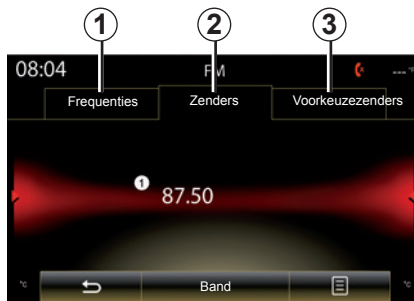 1 2 3
08:04 FM ---°F
Frequenties Zenders Voorkeuzezenders
1 87.50
°C Band °C